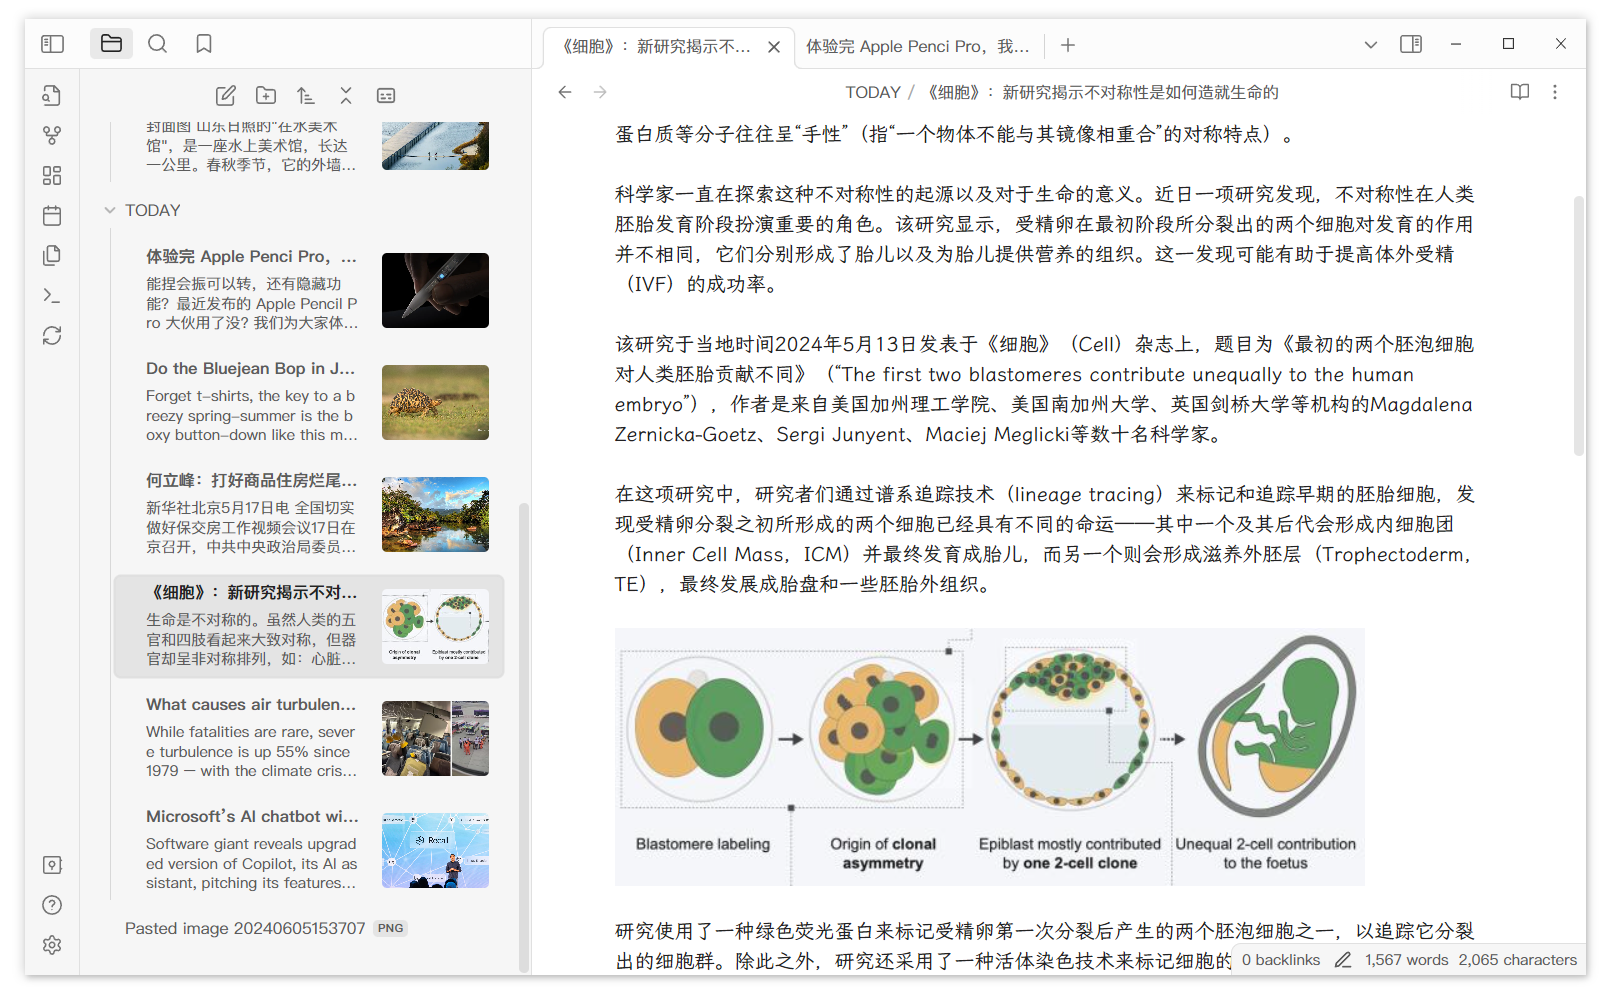 《细胞》：新研究揭示不...
体验完 Apple Penci Pro，我...
TODAY / 《细胞》：新研究揭示不对称性是如何造就生命的
封面图 山东日照的"在水美术
馆"，是一座水上美术馆，长达
一公里。春秋季节，它的外墙...
TODAY
体验完 Apple Penci Pro，...
能捏会振可以转，还有隐藏功
能？最近发布的 Apple Pencil P
ro 大伙用了没？我们为大家体...
Do the Bluejean Bop in J...
Forget t-shirts, the key to a b
reezy spring-summer is the b
oxy button-down like this m...
何立峰：打好商品住房烂尾...
新华社北京5月17日电 全国切实
做好保交房工作视频会议17日在
京召开，中共中央政治局委员...
《细胞》：新研究揭示不对...
生命是不对称的。虽然人类的五
官和四肢看起来大致对称，但器
官却呈非对称排列，如：心脏...
Origin of clonal
asymmetry
Epiblast mostly contributed
by one 2-cell clone
What causes air turbulen...
While fatalities are rare, sever
e turbulence is up 55% since
1979 — with the climate cris...
Microsoft's AI chatbot wi...
Software giant reveals upgrad
ed version of Copilot, its AI as
sistant, pitching its features...
Recall
Pasted image 20240605153707 PNG
蛋白质等分子往往呈“手性”（指“一个物体不能与其镜像相重合”的对称特点）。
科学家一直在探索这种不对称性的起源以及对于生命的意义。近日一项研究发现，不对称性在人类
胚胎发育阶段扮演重要的角色。该研究显示，受精卵在最初阶段所分裂出的两个细胞对发育的作用
并不相同，它们分别形成了胎儿以及为胎儿提供营养的组织。这一发现可能有助于提高体外受精
（IVF）的成功率。
该研究于当地时间2024年5月13日发表于《细胞》（Cell）杂志上，题目为《最初的两个胚泡细胞
对人类胚胎贡献不同》（“The first two blastomeres contribute unequally to the human
embryo”），作者是来自美国加州理工学院、美国南加州大学、英国剑桥大学等机构的Magdalena
Zernicka-Goetz、Sergi Junyent、Maciej Meglicki等数十名科学家。
在这项研究中，研究者们通过谱系追踪技术（lineage tracing）来标记和追踪早期的胚胎细胞，发
现受精卵分裂之初所形成的两个细胞已经具有不同的命运——其中一个及其后代会形成内细胞团
（Inner Cell Mass，ICM）并最终发育成胎儿，而另一个则会形成滋养外胚层（Trophectoderm，
TE），最终发展成胎盘和一些胚胎外组织。
Blastomere labeling
Origin of clonal
asymmetry
Epiblast mostly contributed
by one 2-cell clone
Unequal 2-cell contribution
to the foetus
研究使用了一种绿色荧光蛋白来标记受精卵第一次分裂后产生的两个胚泡细胞之一，以追踪它分裂
出的细胞群。除此之外，研究还采用了一种活体染色技术来标记细胞的
0 backlinks 1,567 words 2,065 characters